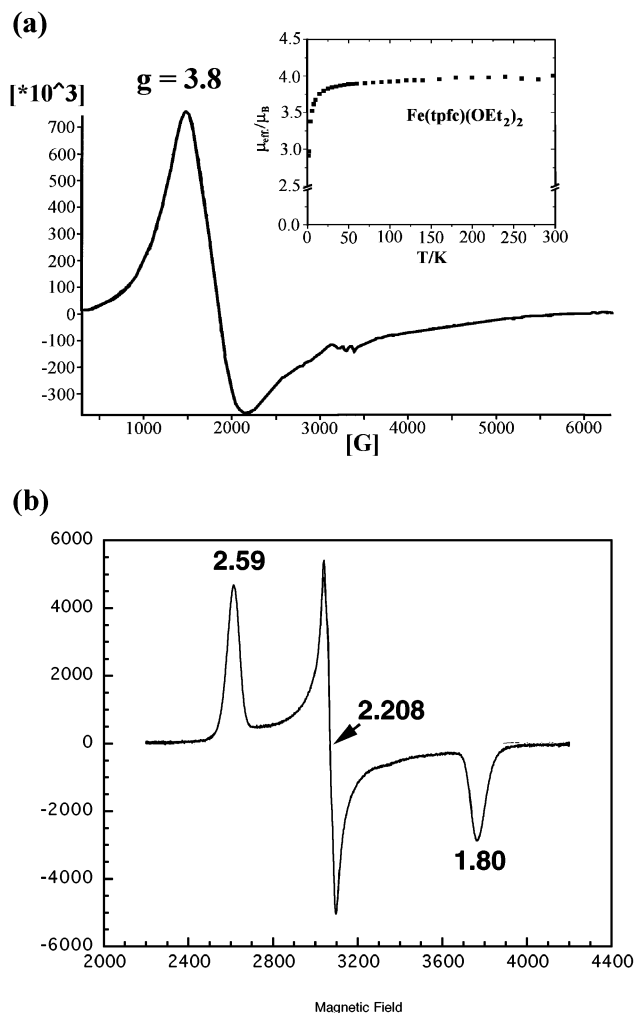 (a)
[*10^3]
g = 3.8
700
600
500
400
300
200
100
0
-100
-200
-300
1000 2000 3000 4000 5000 6000
[G]
4.5
4.0
3.5
3.0
2.5
0.0
μeff./μB
Fe(tpfc)(OEt2)2
0 50 100 150 200 250 300
T/K
(b)
6000
4000
2000
0
-2000
-4000
-6000
2.59
2.208
1.80
2000 2400 2800 3200 3600 4000 4400
Magnetic Field